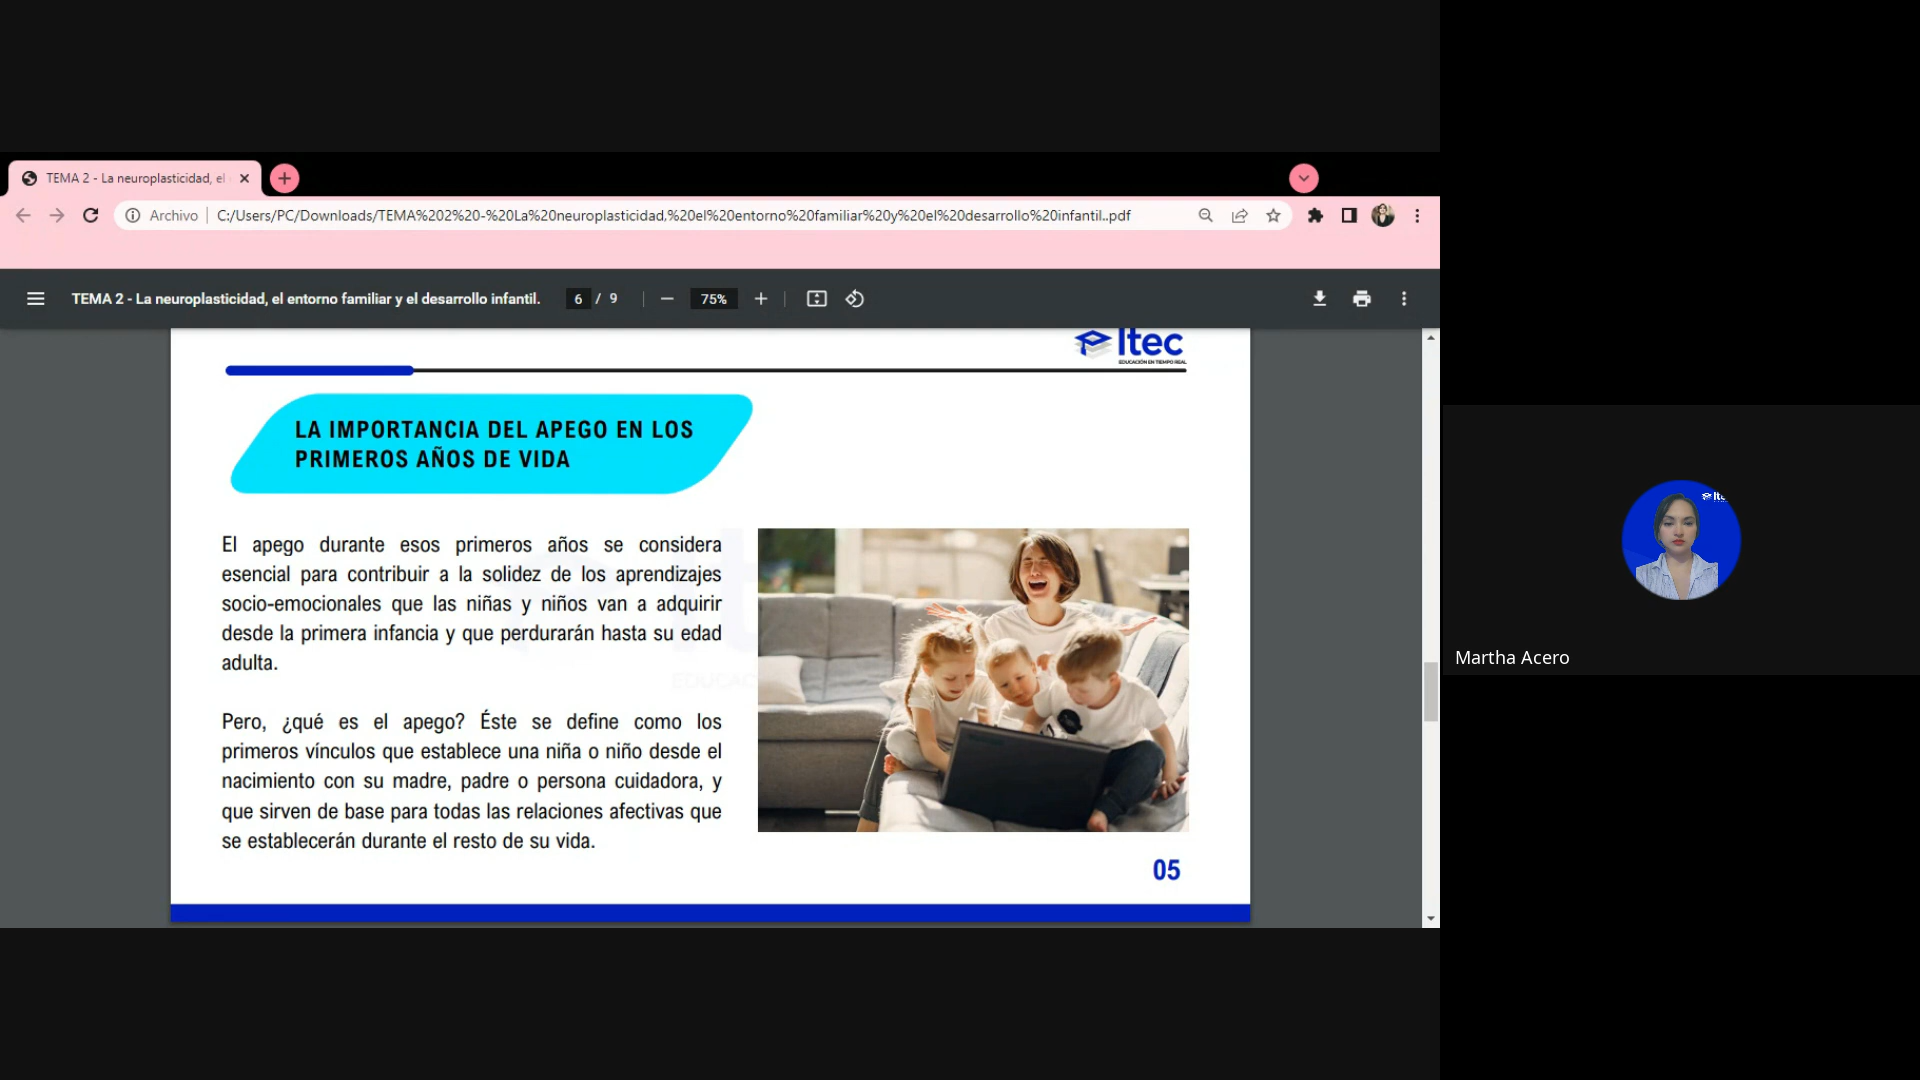 TEMA 2 - La neuroplasticidad, el
Archivo
C:/Users/PC/Downloads/TEMA%202%20-%20La%20neuroplasticidad,%20el%20entorno%20familiar%20y%20el%20desarrollo%20infantil..pdf
TEMA 2 - La neuroplasticidad, el entorno familiar y el desarrollo infantil.
6 / 9
75%
Itec
EDUCACIÓN EN TIEMPO REAL
LA IMPORTANCIA DEL APEGO EN LOS
PRIMEROS AÑOS DE VIDA
El apego durante esos primeros años se considera
esencial para contribuir a la solidez de los aprendizajes
socio-emocionales que las niñas y niños van a adquirir
desde la primera infancia y que perdurarán hasta su edad
adulta.
Pero, ¿qué es el apego? Éste se define como los
primeros vínculos que establece una niña o niño desde el
nacimiento con su madre, padre o persona cuidadora, y
que sirven de base para todas las relaciones afectivas que
se establecerán durante el resto de su vida.
05
Martha Acero